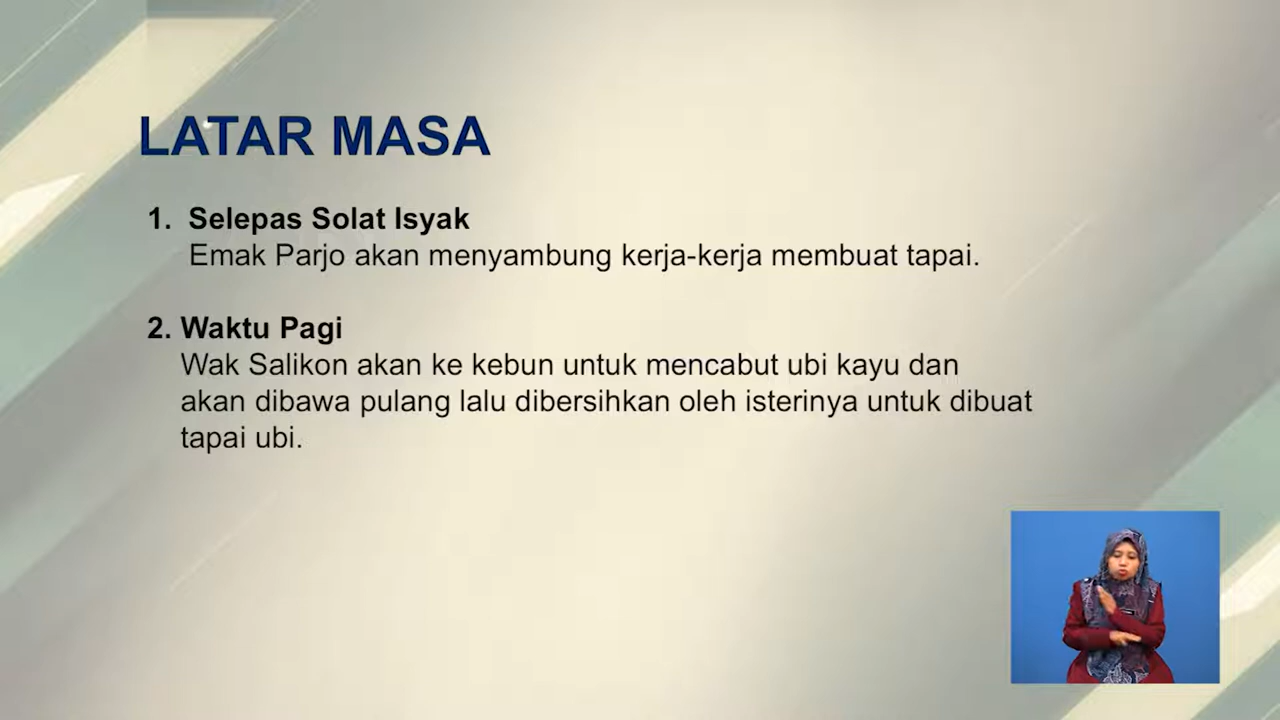 LATAR MASA
1. Selepas Solat Isyak
Emak Parjo akan menyambung kerja-kerja membuat tapai.
2. Waktu Pagi
Wak Salikon akan ke kebun untuk mencabut ubi kayu dan
akan dibawa pulang lalu dibersihkan oleh isterinya untuk dibuat
tapai ubi.